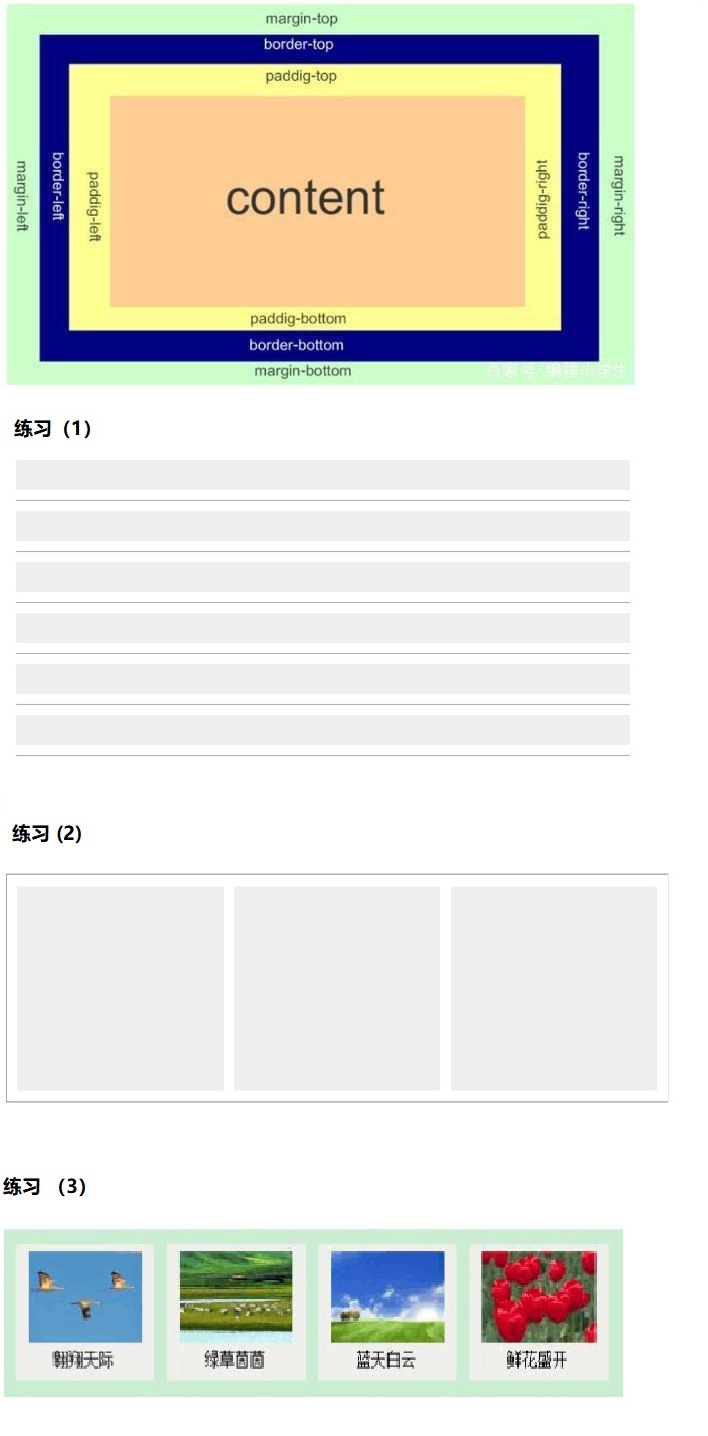 margin-top
border-top
paddig-top
margin-left
border-left
paddig-left
content
paddig-right
border-right
margin-right
paddig-bottom
border-bottom
margin-bottom
百家号/编程小学生
练习（1）
练习 (2)
练习 （3）
翱翔天际
绿草茵茵
蓝天白云
鲜花盛开